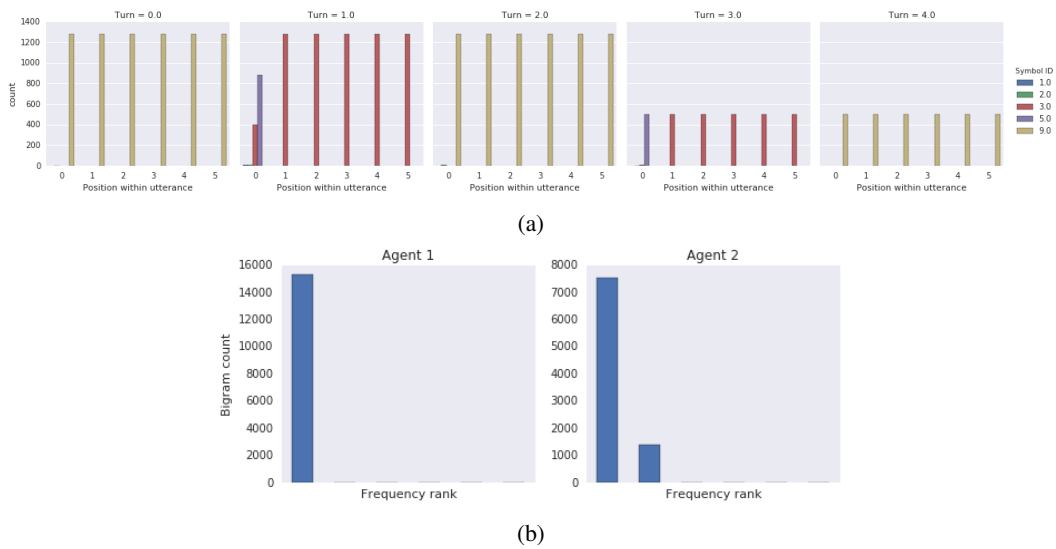 Turn = 0.0 Turn = 1.0 Turn = 2.0 Turn = 3.0 Turn = 4.0
1400
1200
1000
800
600
400
200
0
count
0 1 2 3 4 5 0 1 2 3 4 5 0 1 2 3 4 5 0 1 2 3 4 5 0 1 2 3 4 5
Position within utterance Position within utterance Position within utterance Position within utterance Position within utterance
Symbol ID
1.0
2.0
3.0
5.0
9.0
(a)
Agent 1
16000
14000
12000
10000
8000
6000
4000
2000
0
Bigram count
Frequency rank
Agent 2
8000
7000
6000
5000
4000
3000
2000
1000
0
Frequency rank
(b)